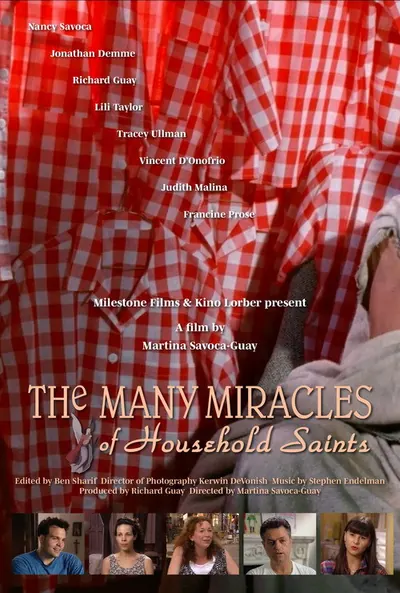 Nancy Savoca
Jonathan Demme
Richard Guay
Lili Taylor
Tracey Ullman
Vincent D'Onofrio
Judith Malina
Francine Prose
Milestone Films & Kino Lorber present
A film by
Martina Savoca-Guay
THe MANY MIRACLES
of Household Saints
Edited by Ben Sharif Director of Photography Kerwin DeVonish Music by Stephen Endelman
Produced by Richard Guay Directed by Martina Savoca-Guay